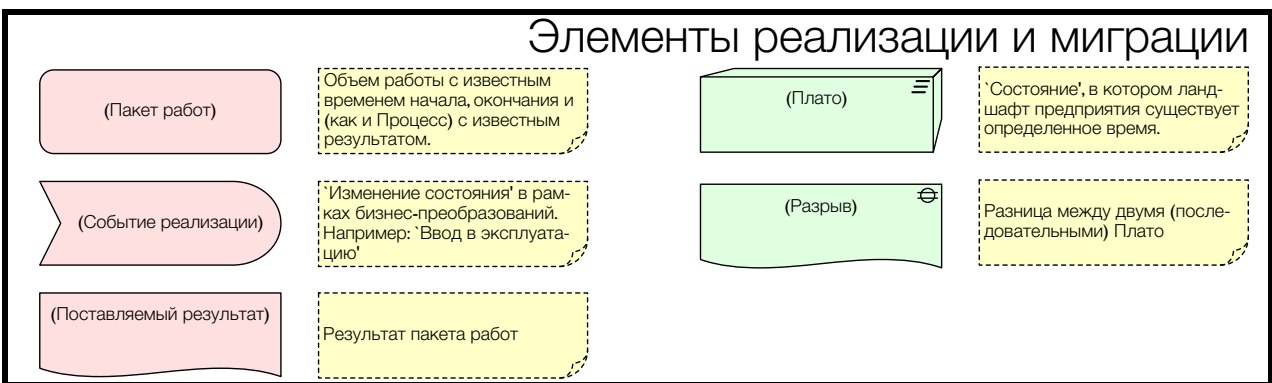 Элементы реализации и миграции
(Пакет работ)
Объем работы с известным
временем начала, окончания и
(как и Процесс) с известным
результатом.
(Плато)
`Состояние', в котором ланд-
шафт предприятия существует
определенное время.
(Событие реализации)
`Изменение состояния' в рам-
ках бизнес-преобразований.
Например: `Ввод в эксплуата-
цию'
(Разрыв)
Разница между двумя (после-
довательными) Плато
(Поставляемый результат)
Результат пакета работ